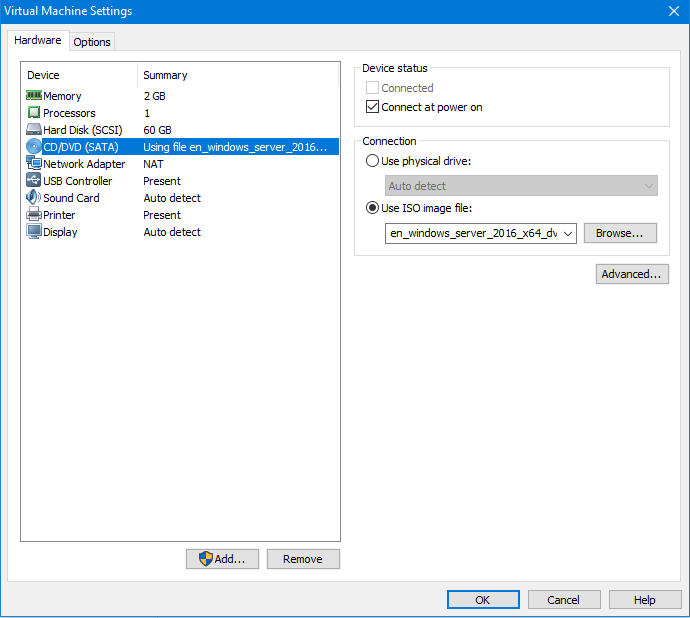 Virtual Machine Settings
Hardware Options
Device Summary
Memory 2 GB
Processors 1
Hard Disk (SCSI) 60 GB
CD/DVD (SATA) Using file en_windows_server_2016...
Network Adapter NAT
USB Controller Present
Sound Card Auto detect
Printer Present
Display Auto detect
Add...
Remove
Device status
Connected
Connect at power on
Connection
Use physical drive:
Auto detect
Use ISO image file:
en_windows_server_2016_x64_dv
Browse...
Advanced...
OK Cancel Help